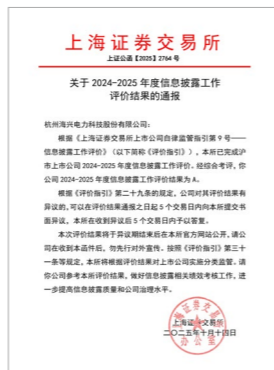 上海证券交易所
上证公函【2025】2764 号
关于 2024-2025 年度信息披露工作
评价结果的通报
杭州海兴电力科技股份有限公司：
根据《上海证券交易所上市公司自律监管指引第 9 号——
信息披露工作评价》（以下简称《评价指引》），本所已完成沪
市上市公司 2024-2025 年度信息披露工作评价。经综合考评，你
公司 2024-2025 年度信息披露工作评价结果为 A。
根据《评价指引》第二十九条的规定，公司对其评价结果有
异议的，可以在评价结果通报之日起 5 个交易日内向本所提交书
面异议，本所在收到异议后 5 个交易日内予以答复。
本次评价结果将于异议期结束后在本所官方网站公开，请公
司在收到本函件后，勿先行对外宣传。按照《评价指引》第三十
一条等规定，本所将根据评价结果对上市公司实施分类监管。请
你公司参考本所评价结果，做好信息披露相关绩效考核工作，进
一步提高信息披露质量和公司治理水平。
上海证券交易所
二〇二五年十月十四日